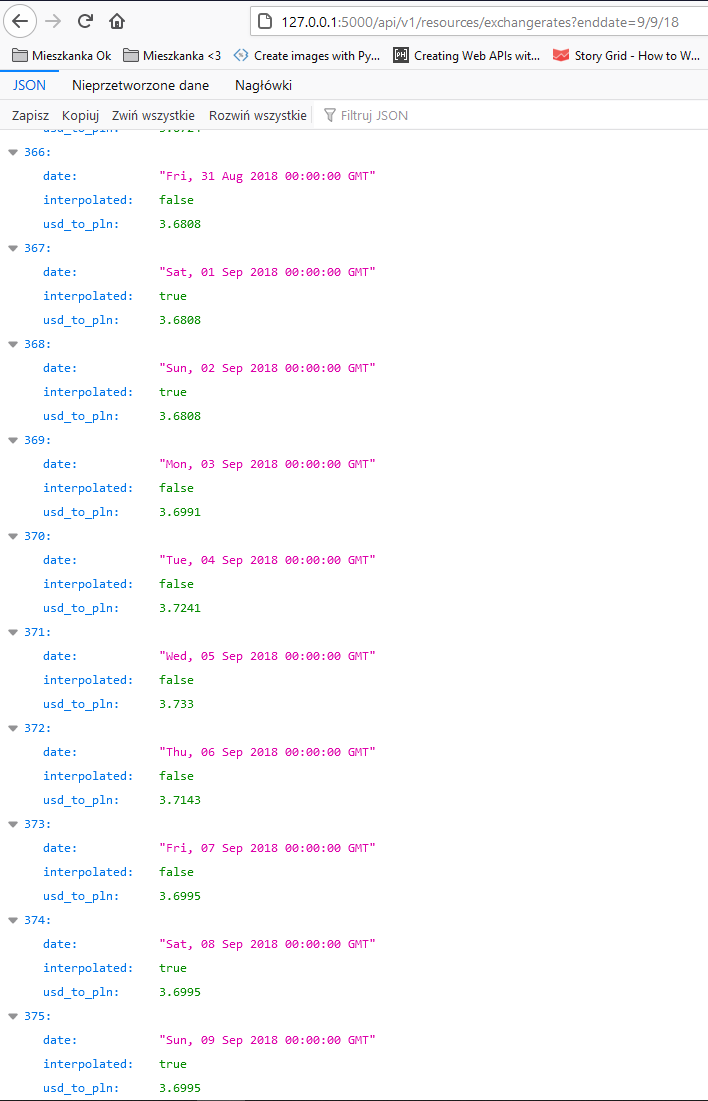 127.0.0.1:5000/api/v1/resources/exchangerates?enddate=9/9/18
Mieszkanka Ok Mieszkanka <3 Create images with Py... PH Creating Web APIs wit... Story Grid - How to W...
JSON Nieprzetworzone dane Nagłówki
Zapisz Kopiuj Zwiń wszystkie Rozwiń wszystkie Filtruj JSON
usd_to_pln:
366:
date: "Fri, 31 Aug 2018 00:00:00 GMT"
interpolated: false
usd_to_pln: 3.6808
367:
date: "Sat, 01 Sep 2018 00:00:00 GMT"
interpolated: true
usd_to_pln: 3.6808
368:
date: "Sun, 02 Sep 2018 00:00:00 GMT"
interpolated: true
usd_to_pln: 3.6808
369:
date: "Mon, 03 Sep 2018 00:00:00 GMT"
interpolated: false
usd_to_pln: 3.6991
370:
date: "Tue, 04 Sep 2018 00:00:00 GMT"
interpolated: false
usd_to_pln: 3.7241
371:
date: "Wed, 05 Sep 2018 00:00:00 GMT"
interpolated: false
usd_to_pln: 3.733
372:
date: "Thu, 06 Sep 2018 00:00:00 GMT"
interpolated: false
usd_to_pln: 3.7143
373:
date: "Fri, 07 Sep 2018 00:00:00 GMT"
interpolated: false
usd_to_pln: 3.6995
374:
date: "Sat, 08 Sep 2018 00:00:00 GMT"
interpolated: true
usd_to_pln: 3.6995
375:
date: "Sun, 09 Sep 2018 00:00:00 GMT"
interpolated: true
usd_to_pln: 3.6995